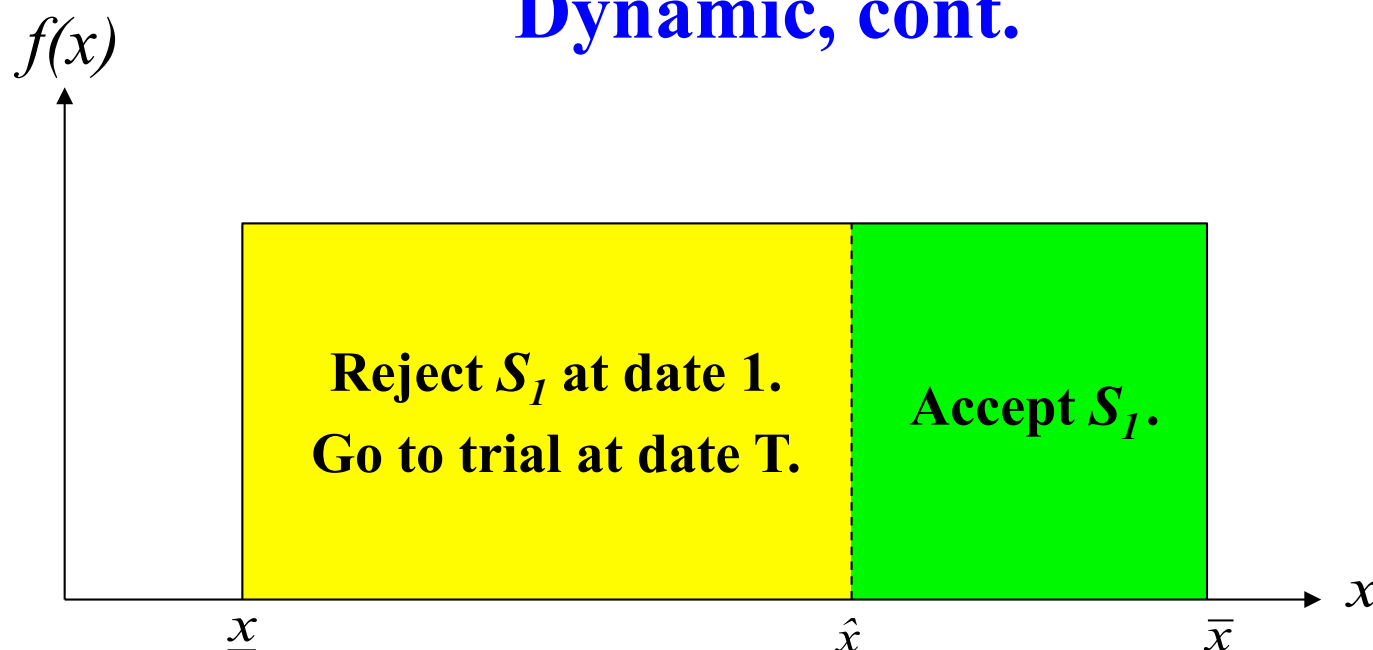 Dynamic, cont.
f(x)
Reject S₁ at date 1.
Go to trial at date T.
Accept S₁.
x
x̲
x̂
x̅